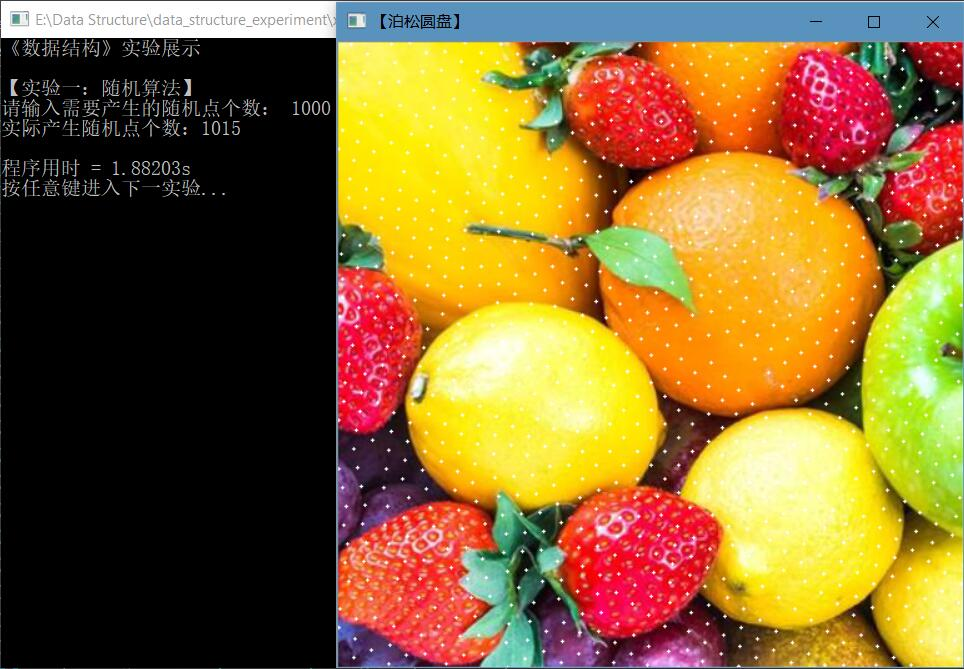 E:\Data Structure\data_structure_experiment\
【泊松圆盘】
《数据结构》实验展示
【实验一：随机算法】
请输入需要产生的随机点个数： 1000
实际产生随机点个数：1015
程序用时 = 1.88203s
按任意键进入下一实验...